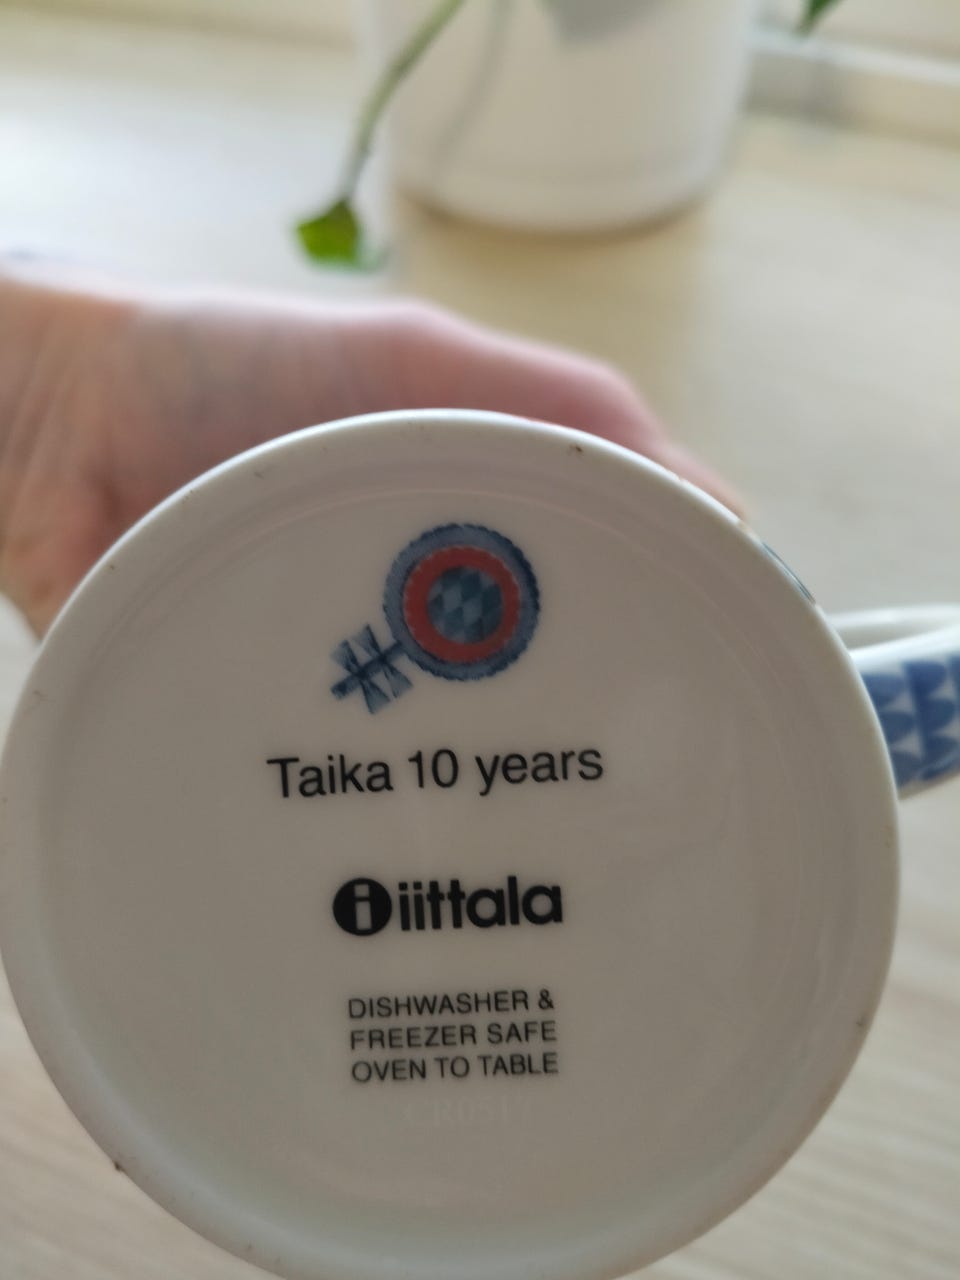 Taika 10 years
iittala
DISHWASHER &
FREEZER SAFE
OVEN TO TABLE